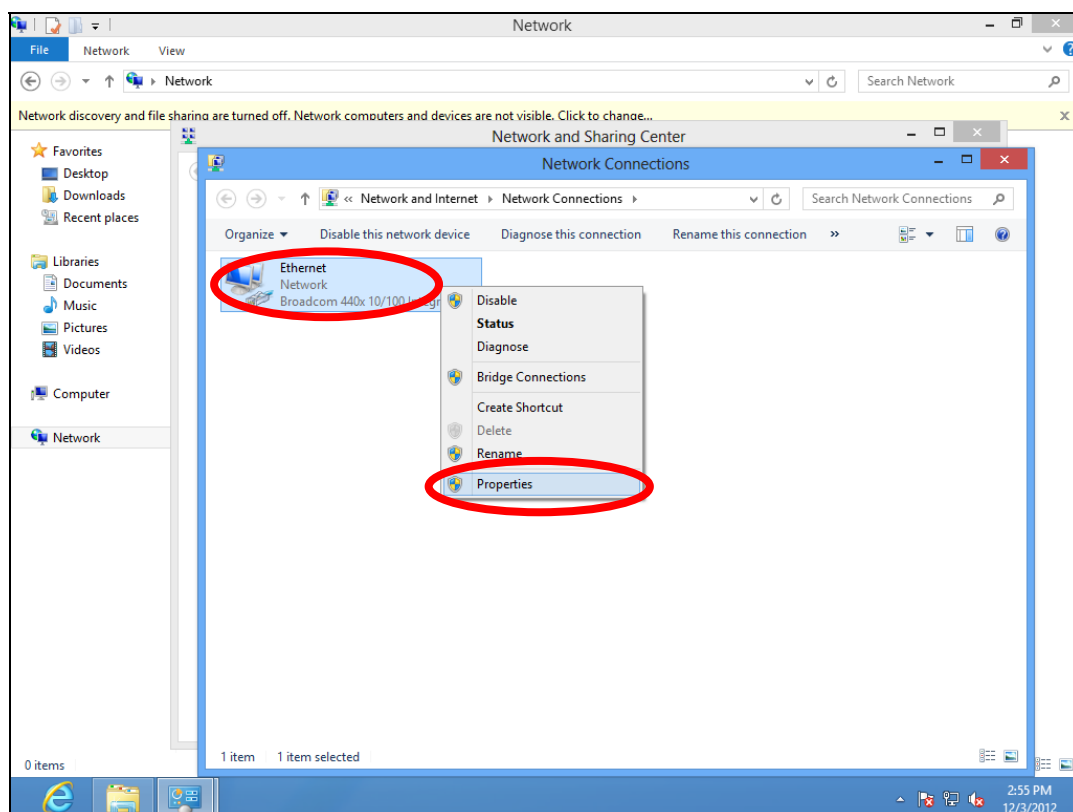 Network
File Network View
Network
Search Network
Network discovery and file sharing are turned off. Network computers and devices are not visible. Click to change...
Favorites
Desktop
Downloads
Recent places
Libraries
Documents
Music
Pictures
Videos
Computer
Network
0 items
Network and Sharing Center
Network Connections
« Network and Internet Network Connections
Search Network Connections
Organize Disable this network device Diagnose this connection Rename this connection »
Ethernet
Network
Broadcom 440x 10/100
Disable
Status
Diagnose
Bridge Connections
Create Shortcut
Delete
Rename
Properties
1 item 1 item selected
2:55 PM
12/3/2012